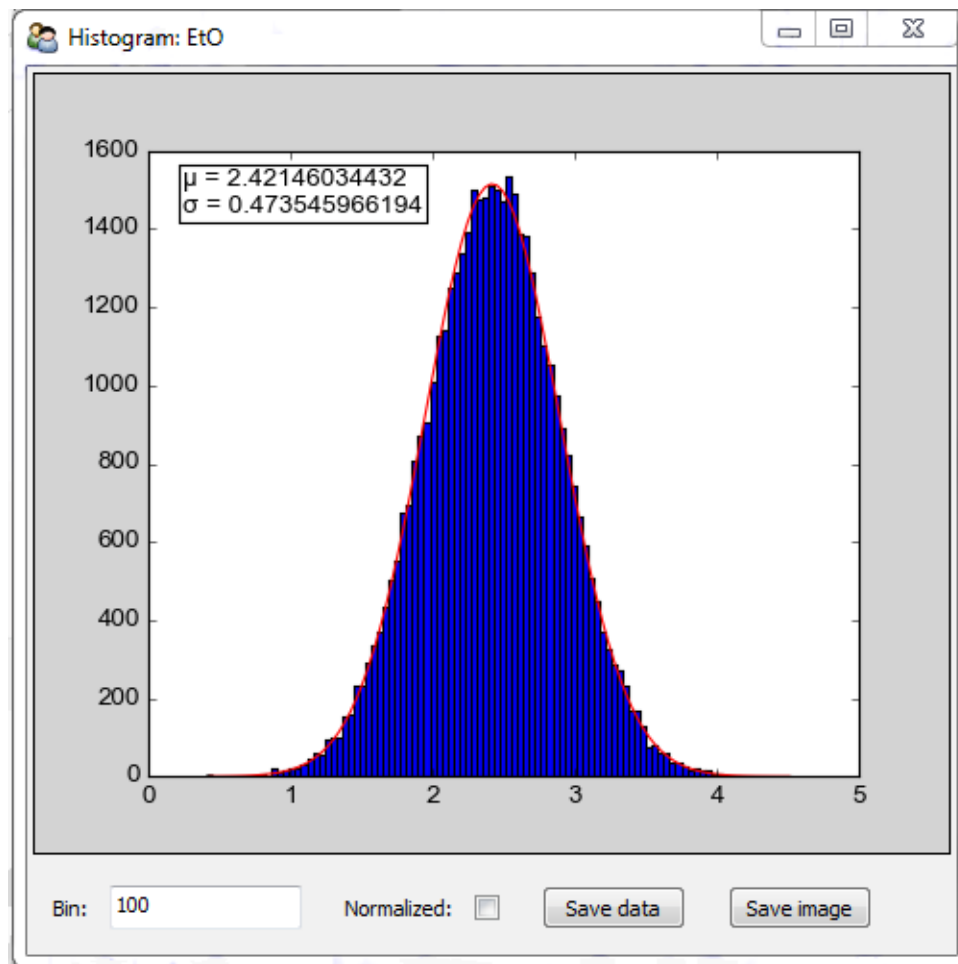 Histogram: EtO
1600
μ = 2.42146034432
σ = 0.473545966194
1400
1200
1000
800
600
400
200
0
0 1 2 3 4 5
Bin: 100 Normalized: Save data Save image